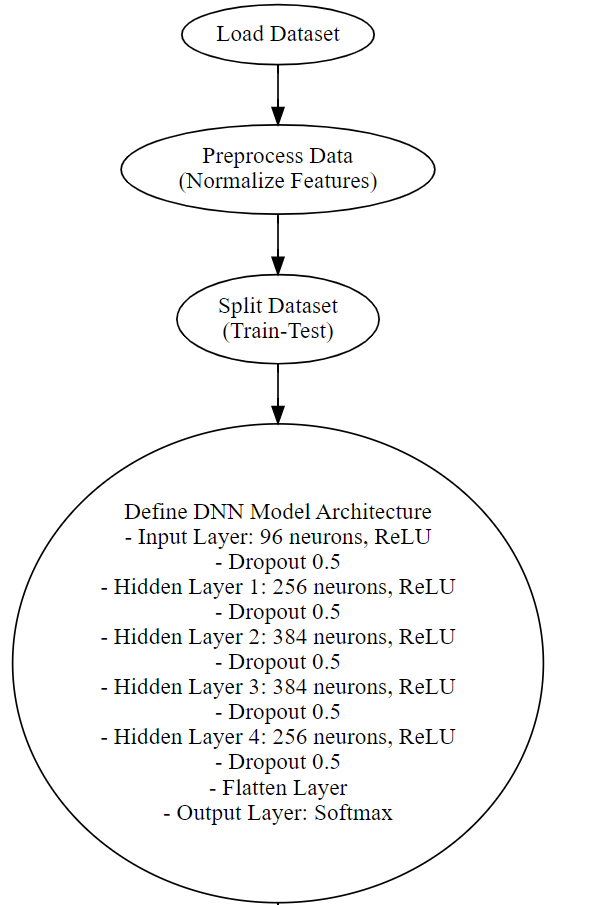 Load Dataset
Preprocess Data
(Normalize Features)
Split Dataset
(Train-Test)
Define DNN Model Architecture
- Input Layer: 96 neurons, ReLU
- Dropout 0.5
- Hidden Layer 1: 256 neurons, ReLU
- Dropout 0.5
- Hidden Layer 2: 384 neurons, ReLU
- Dropout 0.5
- Hidden Layer 3: 384 neurons, ReLU
- Dropout 0.5
- Hidden Layer 4: 256 neurons, ReLU
- Dropout 0.5
- Flatten Layer
- Output Layer: Softmax